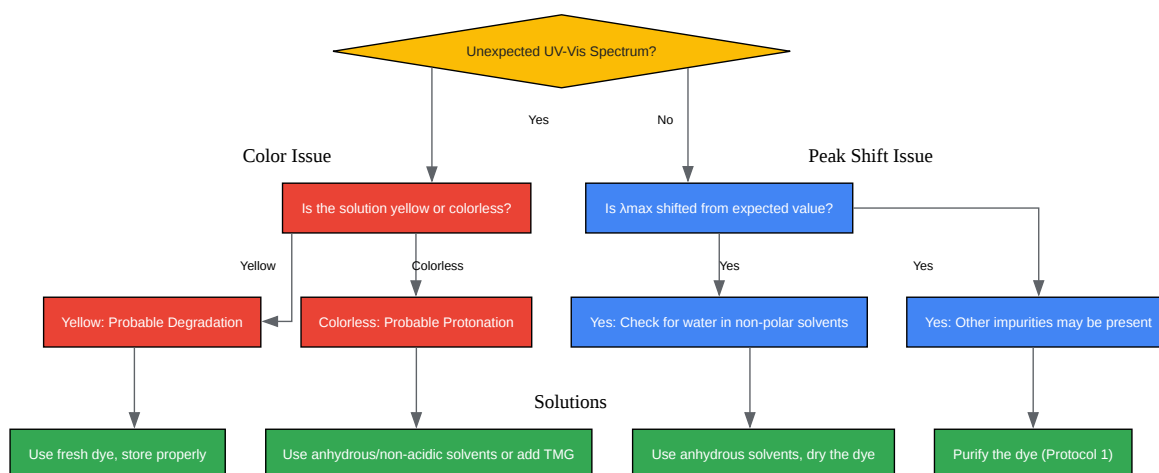 Unexpected UV-Vis Spectrum?
Yes
No
Color Issue
Peak Shift Issue
Is the solution yellow or colorless?
Is λmax shifted from expected value?
Yellow
Colorless
Yes
Yes
Yellow: Probable Degradation
Colorless: Probable Protonation
Yes: Check for water in non-polar solvents
Yes: Other impurities may be present
Solutions
Use fresh dye, store properly
Use anhydrous/non-acidic solvents or add TMG
Use anhydrous solvents, dry the dye
Purify the dye (Protocol 1)